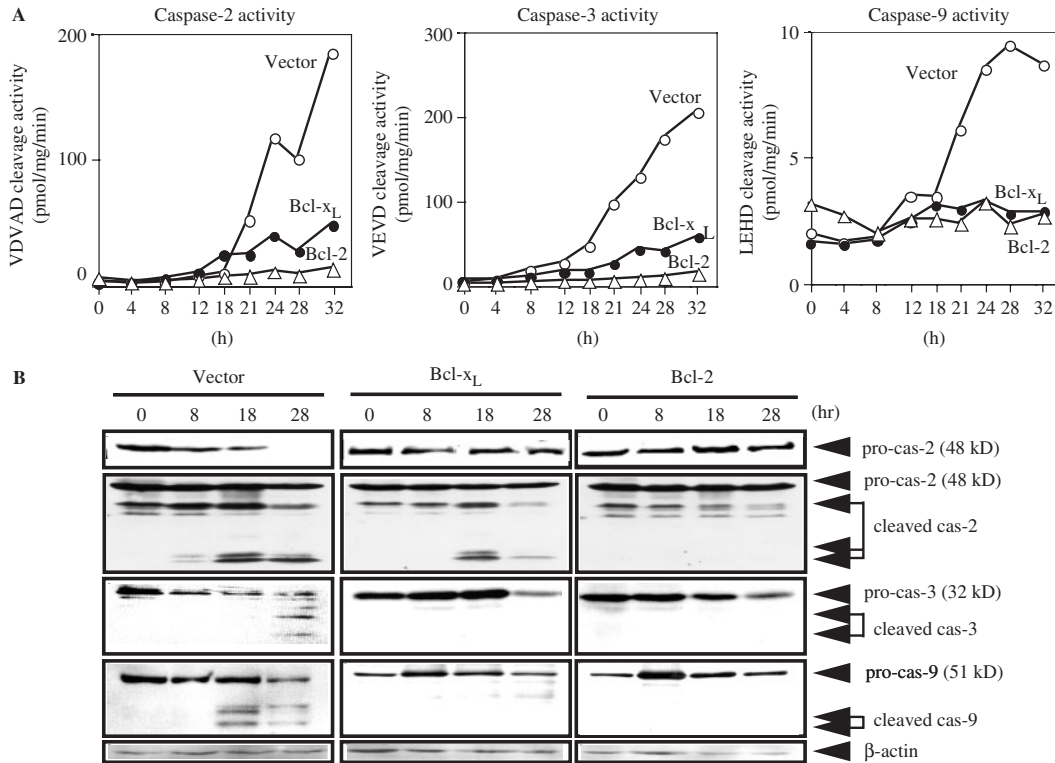 A
Caspase-2 activity
VDVAD cleavage activity
(pmol/mg/min)
200
100
0
Vector
Bcl-xL
Bcl-2
0 4 8 12 18 21 24 27 32
(h)
Caspase-3 activity
VEVD cleavage activity
(pmol/mg/min)
300
200
100
0
Vector
Bcl-xL
Bcl-2
0 4 8 12 18 21 24 28 32
(h)
Caspase-9 activity
LEHD cleavage activity
(pmol/mg/min)
10
5
0
Vector
Bcl-xL
Bcl-2
0 4 8 12 18 21 24 28 32
(h)
B
Vector Bcl-xL Bcl-2
0 8 18 28 0 8 18 28 0 8 18 28 (hr)
pro-cas-2 (48 kD)
pro-cas-2 (48 kD)
cleaved cas-2
pro-cas-3 (32 kD)
cleaved cas-3
pro-cas-9 (51 kD)
cleaved cas-9
β-actin